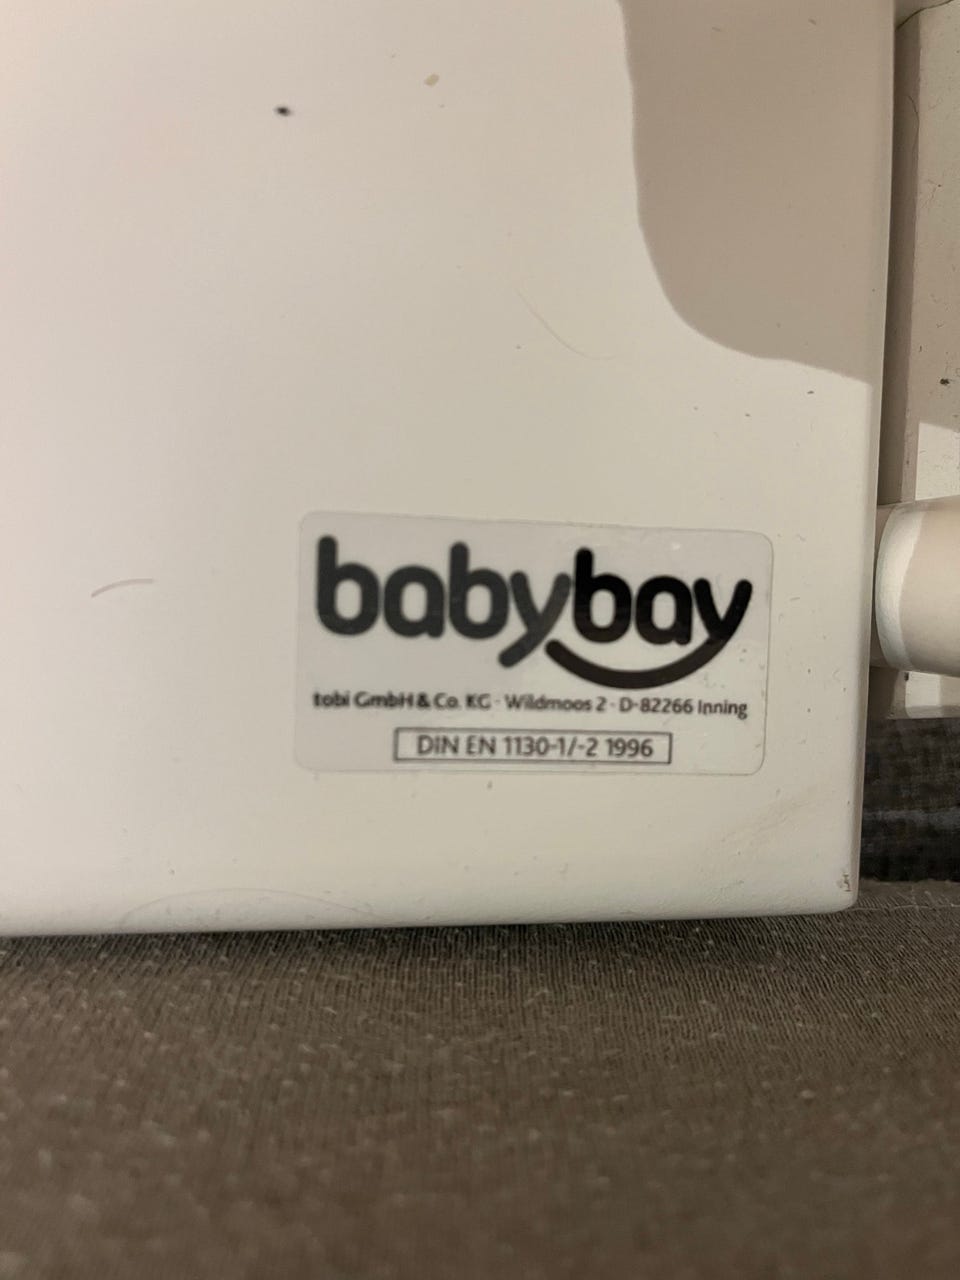 babybay
tobi GmbH & Co. KG · Wildmoos 2 · D-82266 Inning
DIN EN 1130-1/-2 1996